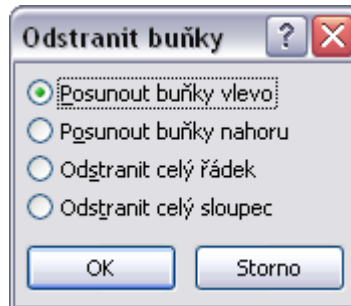 Odstranit buňky
Posunout buňky vlevo
Posunout buňky nahoru
Odstranit celý řádek
Odstranit celý sloupec
OK Storno